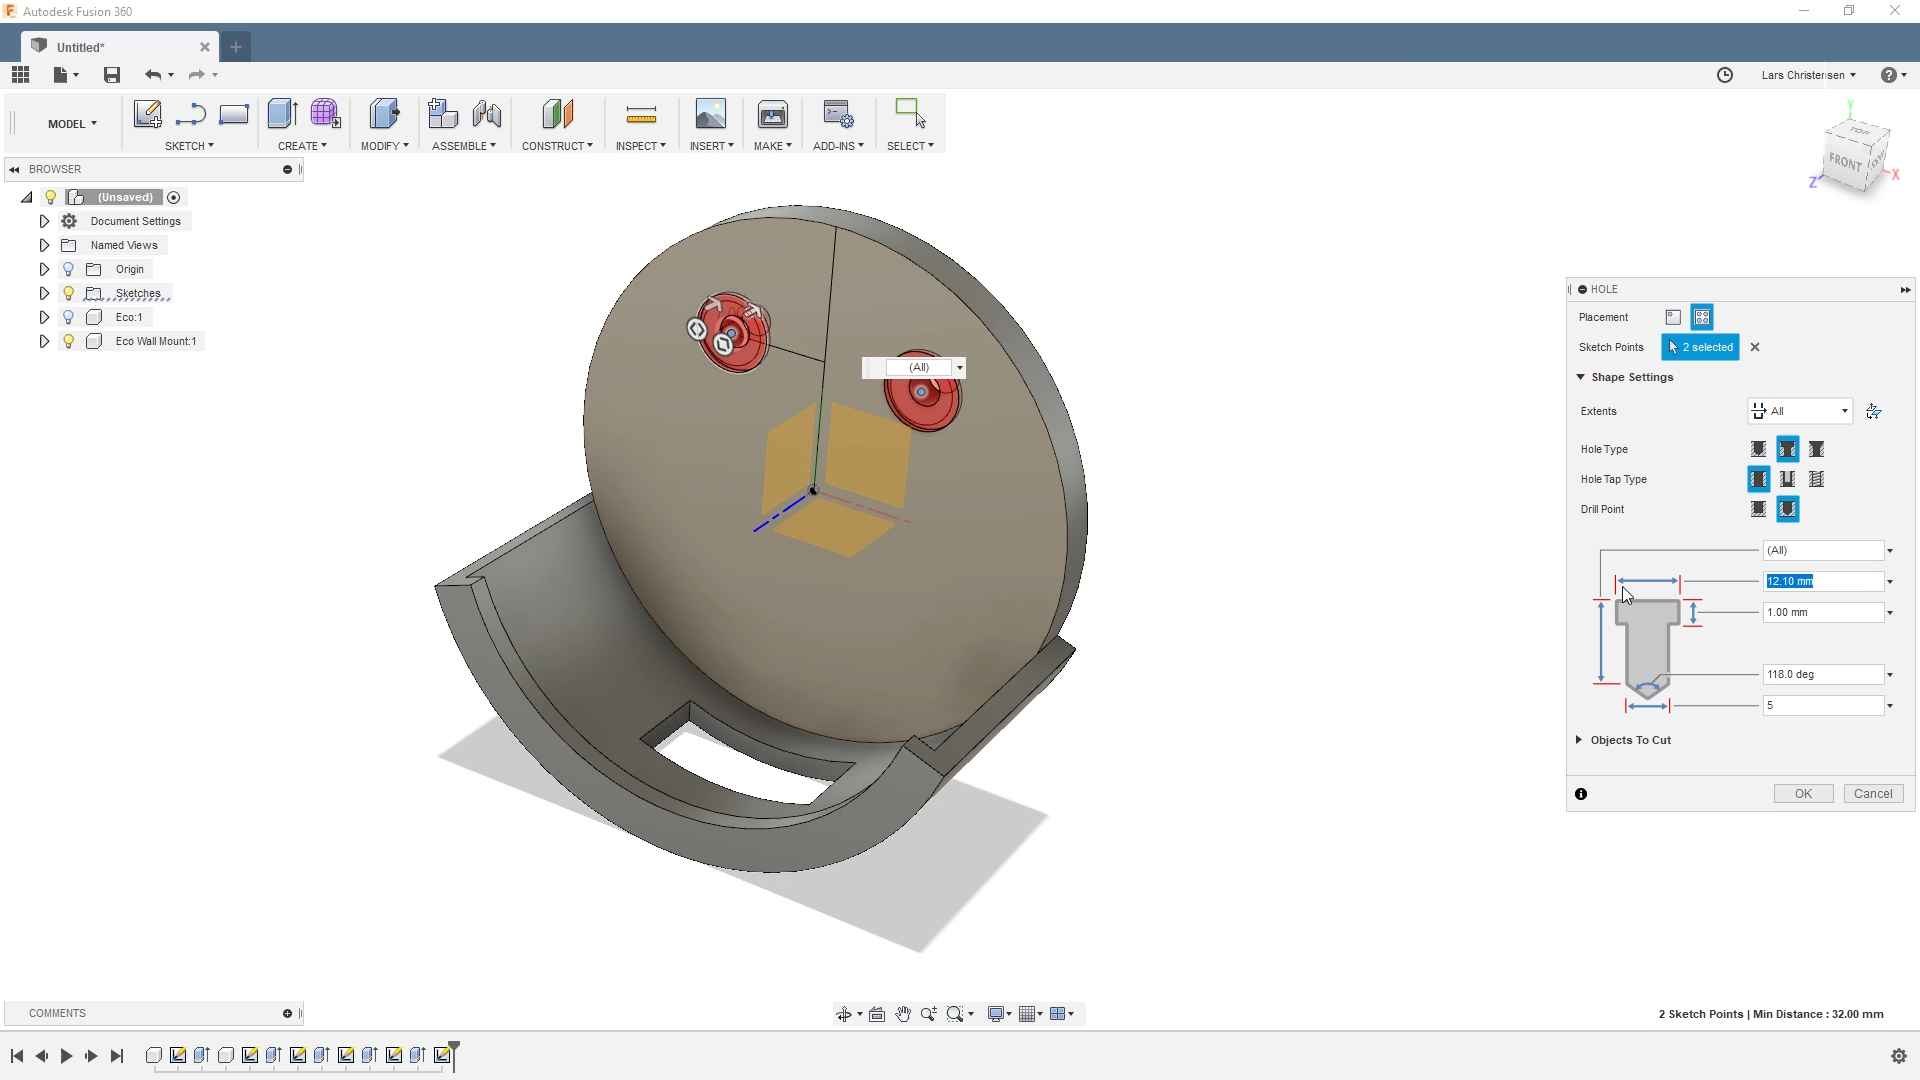 Autodesk Fusion 360
Untitled*
Lars Christensen
MODEL
SKETCH
CREATE
MODIFY
ASSEMBLE
CONSTRUCT
INSPECT
INSERT
MAKE
ADD-INS
SELECT
TOP
FRONT
Y
Z
X
BROWSER
(Unsaved)
Document Settings
Named Views
Origin
Sketches
Eco:1
Eco Wall Mount:1
(All)
HOLE
Placement
Sketch Points
2 selected
Shape Settings
Extents
All
Hole Type
Hole Tap Type
Drill Point
(All)
12.10 mm
1.00 mm
118.0 deg
5
Objects To Cut
OK
Cancel
COMMENTS
2 Sketch Points | Min Distance : 32.00 mm